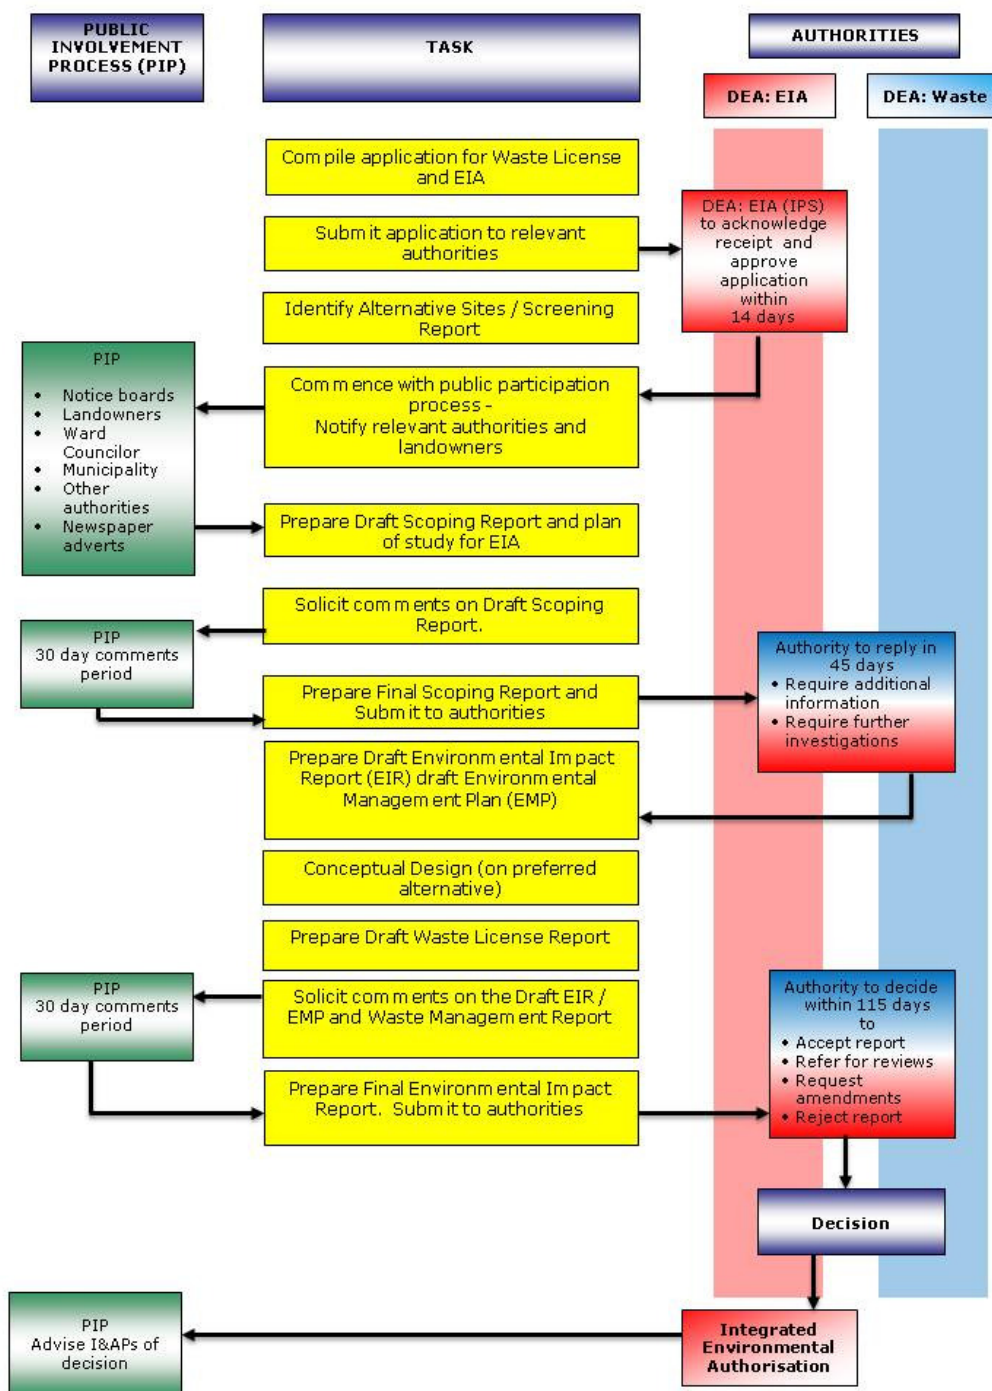 PUBLIC
INVOLVEMENT
PROCESS (PIP)
TASK
AUTHORITIES
DEA: EIA
DEA: Waste
Compile application for Waste License
and EIA
Submit application to relevant
authorities
DEA: EIA (IPS)
to acknowledge
receipt and
approve
application
within
14 days
Identify Alternative Sites / Screening
Report
PIP
• Notice boards
• Landowners
• Ward
Councilor
• Municipality
• Other
authorities
• Newspaper
adverts
Commence with public participation
process -
Notify relevant authorities and
landowners
Prepare Draft Scoping Report and plan
of study for EIA
Solicit comments on Draft Scoping
Report.
PIP
30 day comments
period
Authority to reply in
45 days
• Require additional
information
• Require further
investigations
Prepare Final Scoping Report and
Submit to authorities
Prepare Draft Environmental Impact
Report (EIR) draft Environmental
Management Plan (EMP)
Conceptual Design (on preferred
alternative)
Prepare Draft Waste License Report
PIP
30 day comments
period
Solicit comments on the Draft EIR /
EMP and Waste Management Report
Authority to decide
within 115 days
to
• Accept report
• Refer for reviews
• Request
amendments
• Reject report
Prepare Final Environmental Impact
Report. Submit to authorities
Decision
PIP
Advise I&APs of
decision
Integrated
Environmental
Authorisation